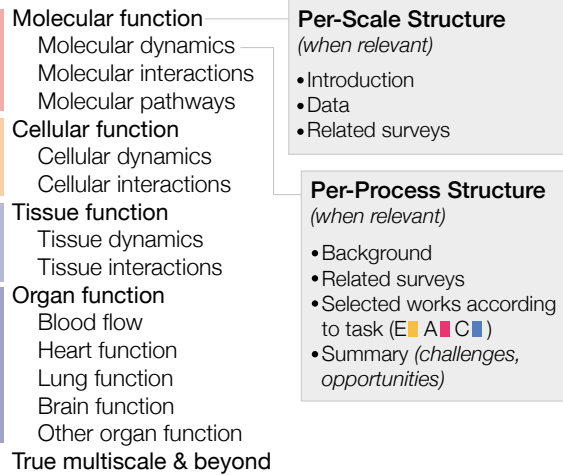 Molecular function
Molecular dynamics
Molecular interactions
Molecular pathways
Cellular function
Cellular dynamics
Cellular interactions
Tissue function
Tissue dynamics
Tissue interactions
Organ function
Blood flow
Heart function
Lung function
Brain function
Other organ function
True multiscale & beyond
Per-Scale Structure
(when relevant)
•Introduction
•Data
•Related surveys
Per-Process Structure
(when relevant)
•Background
•Related surveys
•Selected works according
to task (E A C )
•Summary (challenges,
opportunities)